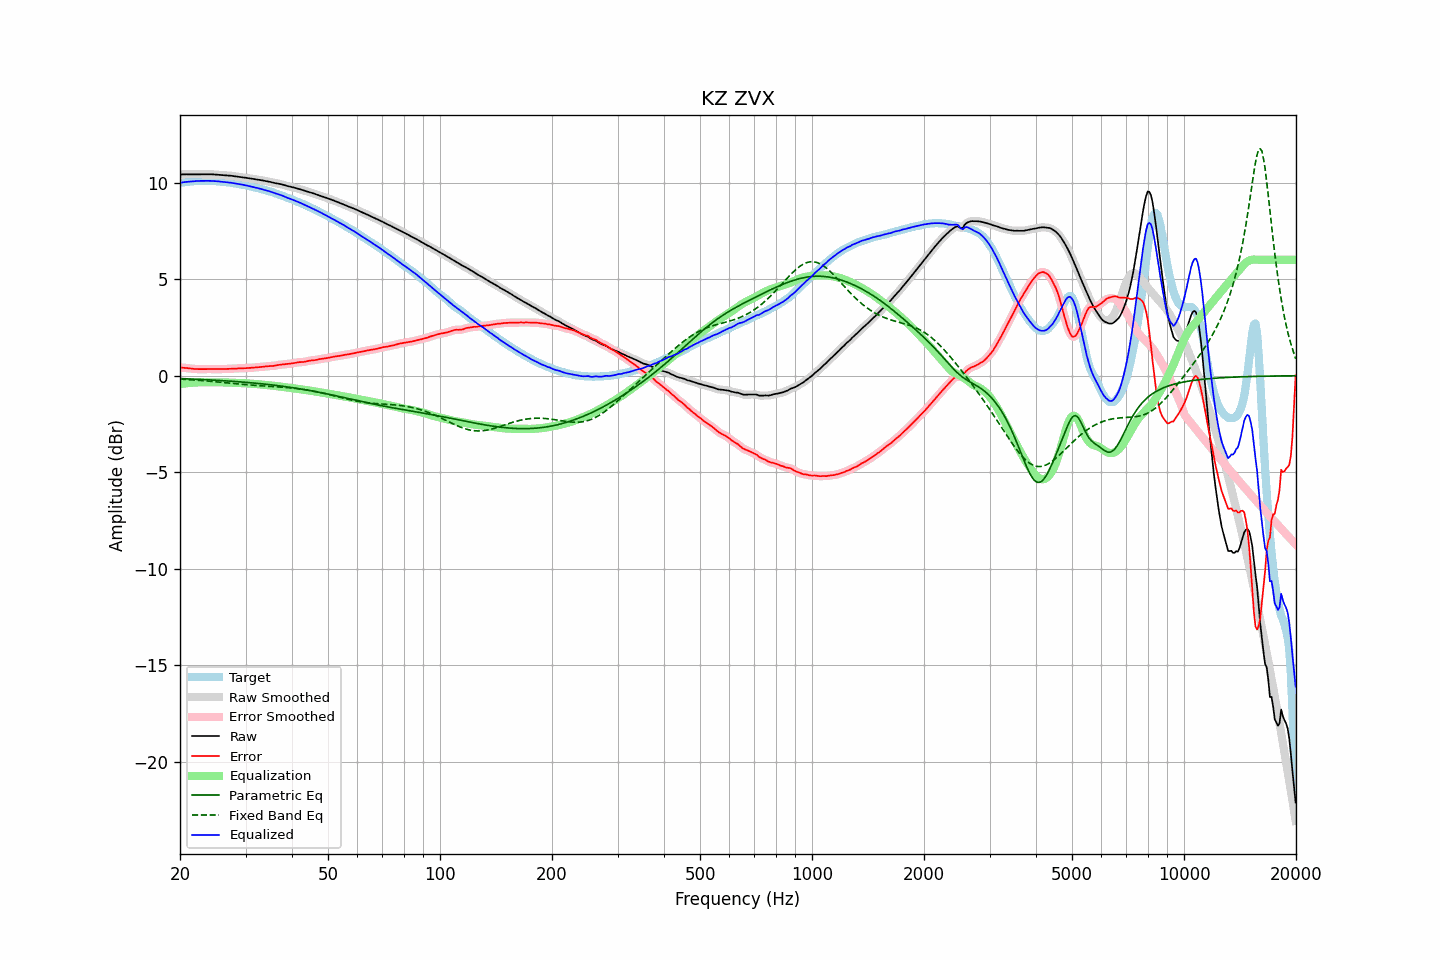 KZ ZVX
10
5
0
−5
−10
−15
−20
Amplitude (dBr)
Target
Raw Smoothed
Error Smoothed
Raw
Error
Equalization
Parametric Eq
Fixed Band Eq
Equalized
20 50 100 200 500 1000 2000 5000 10000 20000
Frequency (Hz)